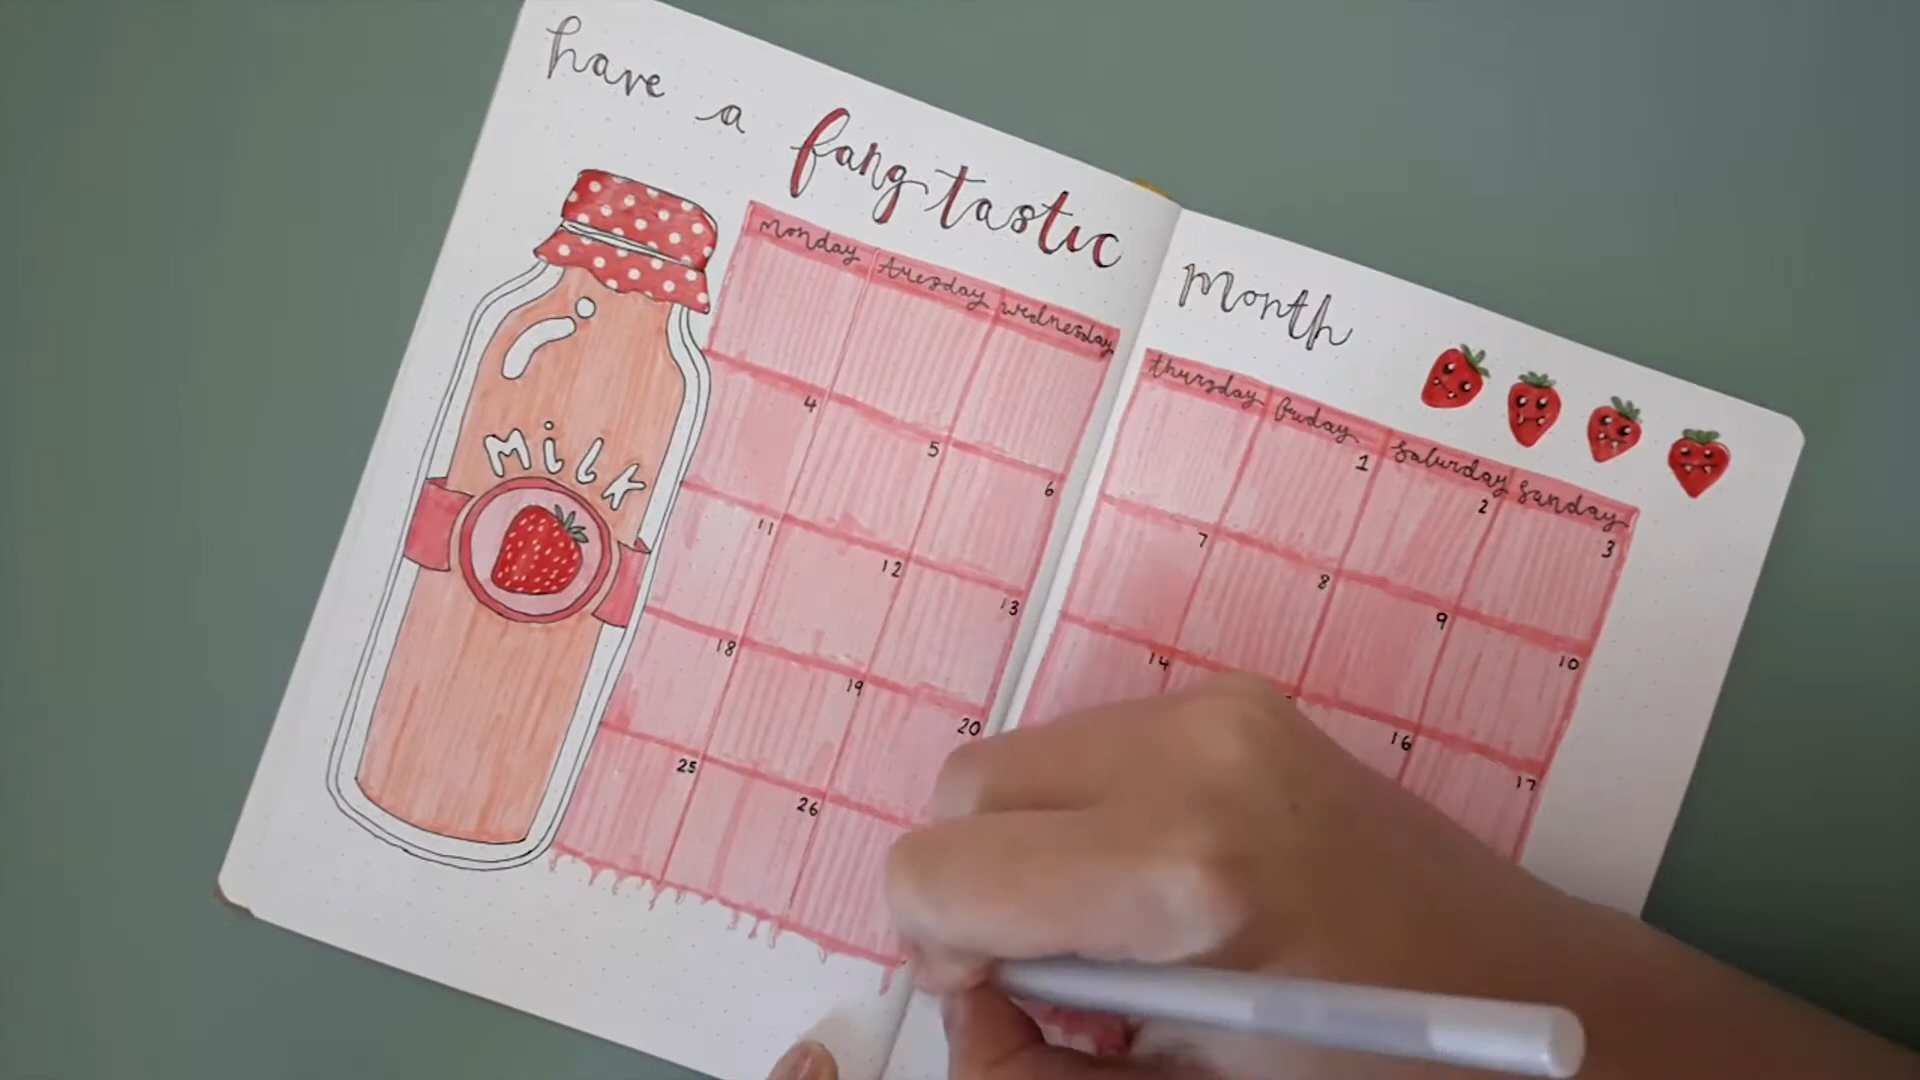 have a fangtastic Month
monday tuesday wednesday thursday friday saturday sunday
1 2 3
4 5 6 7 8 9 10
11 12 13 14 16 17
18 19 20
25 26
MiLK